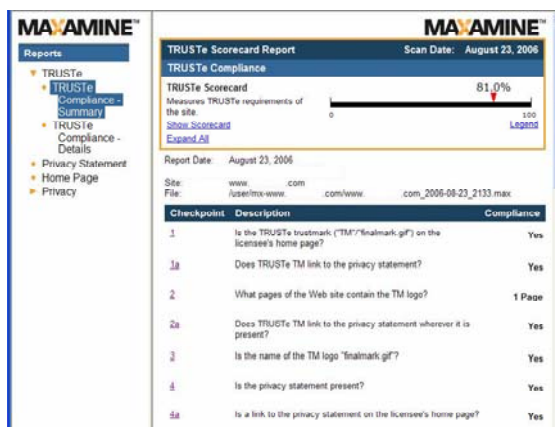 MAXAMINE™
Reports
TRUSTe
TRUSTe
Compliance -
Summary
TRUSTe
Compliance -
Details
Privacy Statement
Home Page
Privacy
MAXAMINE™
TRUSTe Scorecard Report Scan Date: August 23, 2006
TRUSTe Compliance
TRUSTe Scorecard 81.0%
Measures TRUSTe requirements of
the site.
0 100
Show Scorecard Legend
Expand All
Report Date: August 23, 2006
Site: www. .com
File: /user/mx-www. .com/www. .com_2006-08-23_2133.max
Checkpoint Description Compliance
1 Is the TRUSTe trustmark ("TM"/"finalmark.gif") on the
licensee's home page? Yes
1a Does TRUSTe TM link to the privacy statement? Yes
2 What pages of the Web site contain the TM logo? 1 Page
2a Does TRUSTe TM link to the privacy statement wherever it is
present? Yes
3 Is the name of the TM logo "finalmark.gif"? Yes
4 Is the privacy statement present? Yes
4a Is a link to the privacy statement on the licensee's home page? Yes